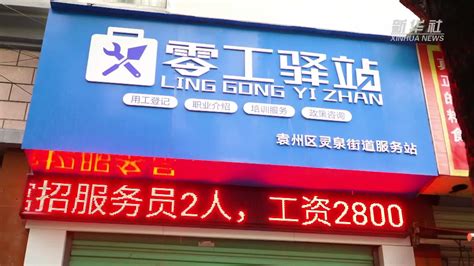 新华社
XINHUA NEWS
零工驿站
LING GONG YI ZHAN
用工登记 职业介绍 培训服务 政策咨询
袁州区灵泉街道服务站
招服务员2人，工资2800